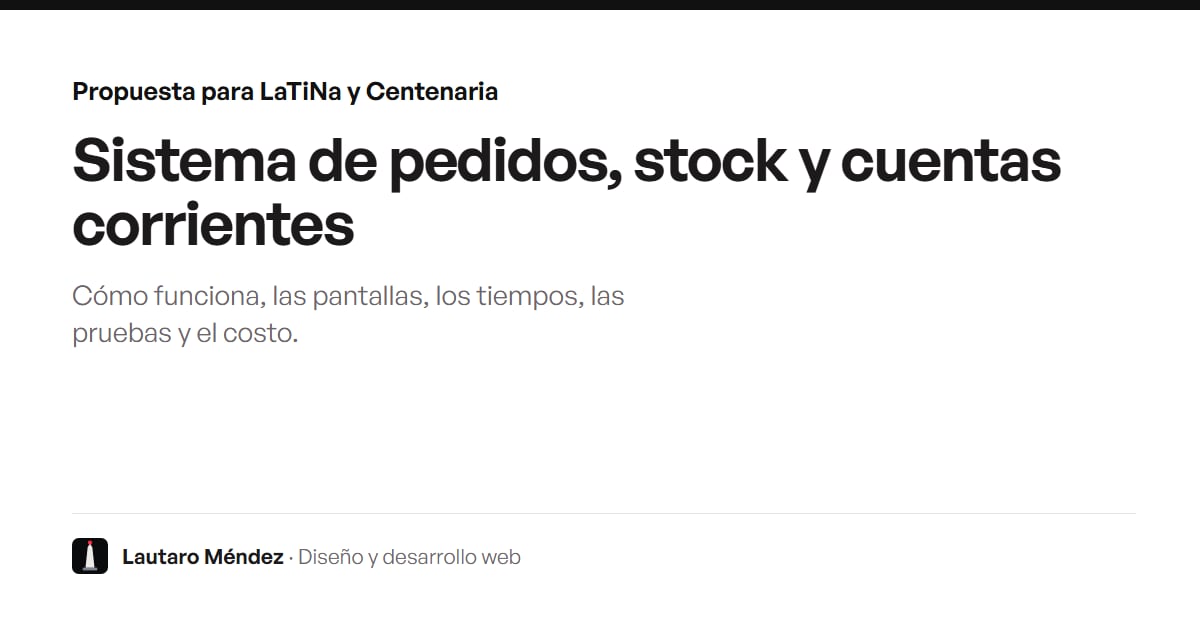 Propuesta para LaTiNa y Centenaria
Sistema de pedidos, stock y cuentas
corrientes
Cómo funciona, las pantallas, los tiempos, las
pruebas y el costo.
Lautaro Méndez · Diseño y desarrollo web